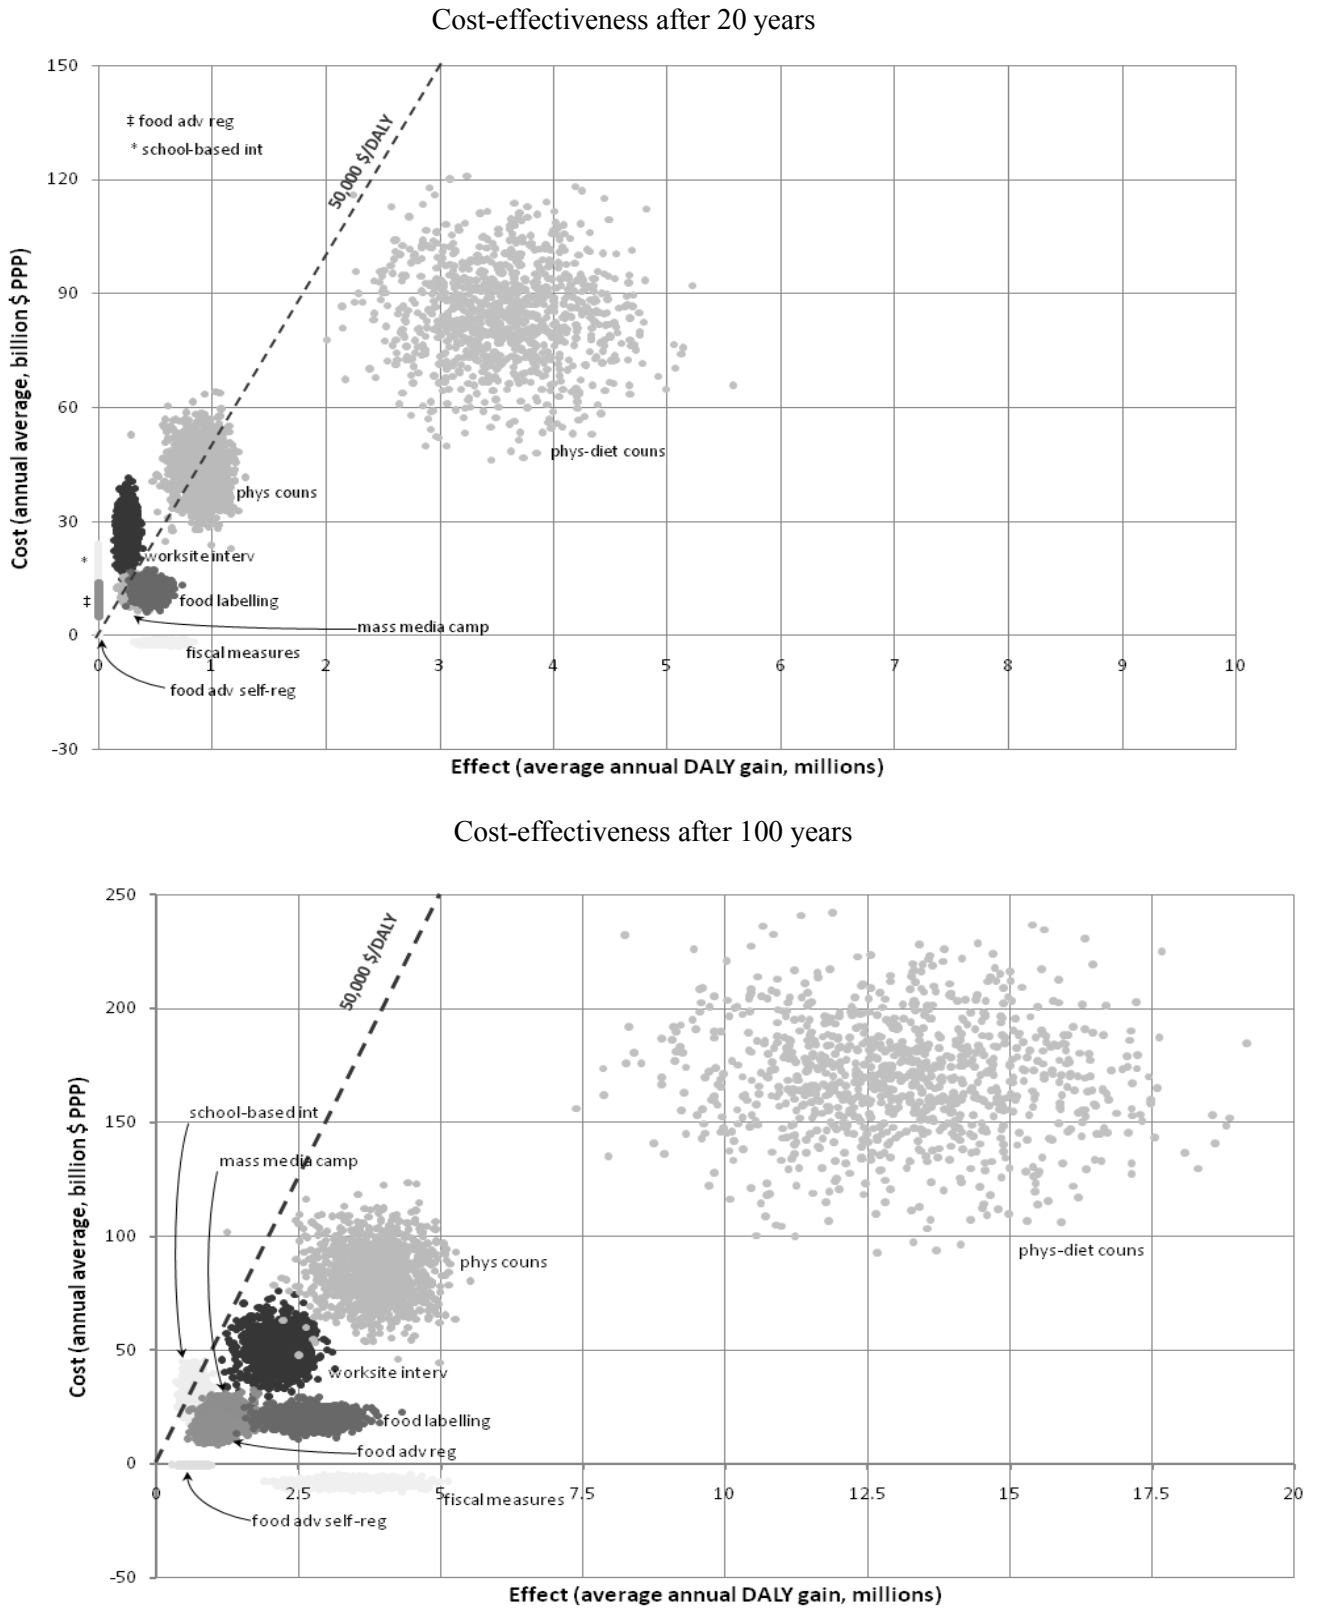 Cost-effectiveness after 20 years
150
‡ food adv reg
50,000 $/DALY
* school-based int
120
Cost (annual average, billion $ PPP)
90
60
phys-diet couns
phys couns
30
*
worksite interv
‡
food labelling
mass media camp
0
fiscal measures
0 1 2 3 4 5 6 7 8 9 10
food adv self-reg
-30
Effect (average annual DALY gain, millions)
Cost-effectiveness after 100 years
250
50,000 $/DALY
200
Cost (annual average, billion $ PPP)
school-based int
150
mass media camp
100
phys-diet couns
phys couns
50
worksite interv
food labelling
food adv reg
0
0 2.5 5 7.5 10 12.5 15 17.5 20
fiscal measures
food adv self-reg
-50
Effect (average annual DALY gain, millions)